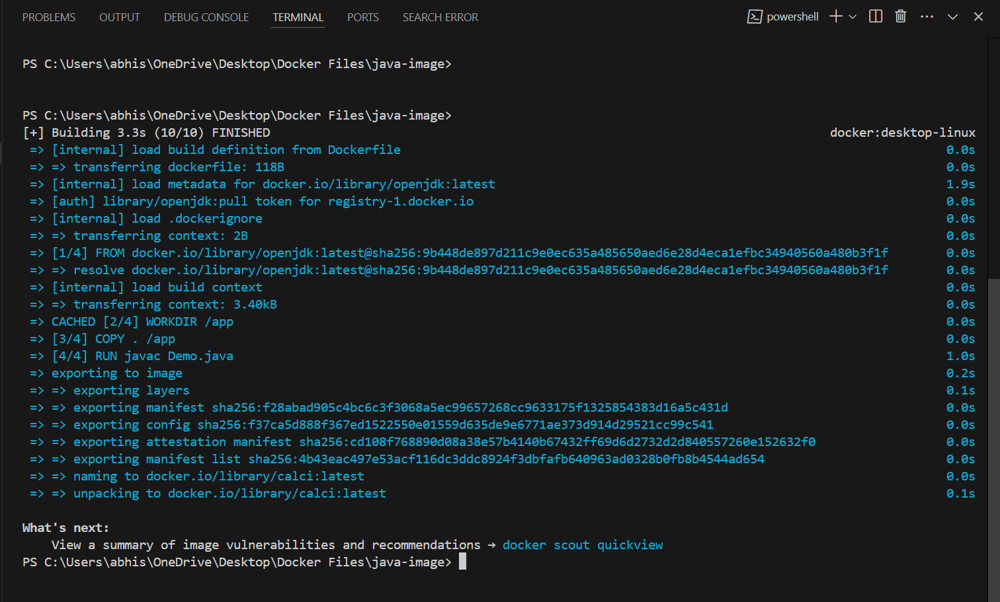 PROBLEMS OUTPUT DEBUG CONSOLE TERMINAL PORTS SEARCH ERROR powershell
PS C:\Users\abhis\OneDrive\Desktop\Docker Files\java-image>
PS C:\Users\abhis\OneDrive\Desktop\Docker Files\java-image>
[+] Building 3.3s (10/10) FINISHED docker:desktop-linux
=> [internal] load build definition from Dockerfile 0.0s
=> => transferring dockerfile: 118B 0.0s
=> [internal] load metadata for docker.io/library/openjdk:latest 1.9s
=> [auth] library/openjdk:pull token for registry-1.docker.io 0.0s
=> [internal] load .dockerignore 0.0s
=> => transferring context: 2B 0.0s
=> [1/4] FROM docker.io/library/openjdk:latest@sha256:9b448de897d211c9e0ec635a485650aed6e28d4eca1efbc34940560a480b3f1f 0.0s
=> => resolve docker.io/library/openjdk:latest@sha256:9b448de897d211c9e0ec635a485650aed6e28d4eca1efbc34940560a480b3f1f 0.0s
=> [internal] load build context 0.0s
=> => transferring context: 3.40kB 0.0s
=> CACHED [2/4] WORKDIR /app 0.0s
=> [3/4] COPY . /app 0.0s
=> [4/4] RUN javac Demo.java 1.0s
=> exporting to image 0.2s
=> => exporting layers 0.1s
=> => exporting manifest sha256:f28abad905c4bc6c3f3068a5ec99657268cc9633175f1325854383d16a5c431d 0.0s
=> => exporting config sha256:f37ca5d888f367ed1522550e01559d635de9e6771ae373d914d29521cc99c541 0.0s
=> => exporting attestation manifest sha256:cd108f768890d08a38e57b4140b67432ff69d6d2732d2d840557260e152632f0 0.0s
=> => exporting manifest list sha256:4b43eac497e53acf116dc3ddc8924f3dbfafb640963ad0328b0fb8b4544ad654 0.0s
=> => naming to docker.io/library/calci:latest 0.0s
=> => unpacking to docker.io/library/calci:latest 0.1s
What's next:
View a summary of image vulnerabilities and recommendations → docker scout quickview
PS C:\Users\abhis\OneDrive\Desktop\Docker Files\java-image>